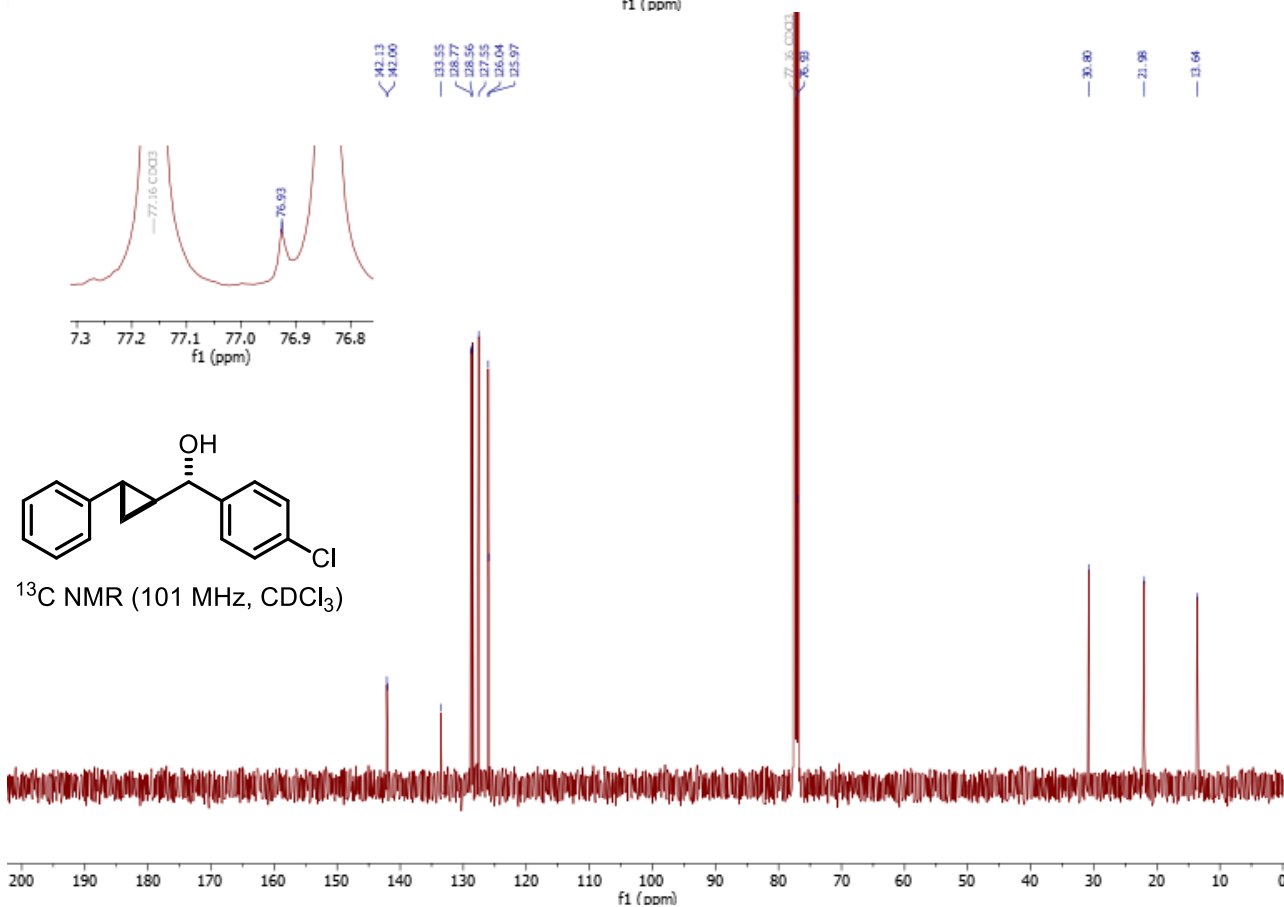 f1 (ppm)
142.13
142.00
133.55
128.77
128.56
127.55
126.04
125.97
77.16 CDCl3
76.93
30.80
21.98
13.64
77.16 CDCl3
76.93
7.3 77.2 77.1 77.0 76.9 76.8
f1 (ppm)
OH
Cl
¹³C NMR (101 MHz, CDCl₃)
200 190 180 170 160 150 140 130 120 110 100 90 80 70 60 50 40 30 20 10 0
f1 (ppm)